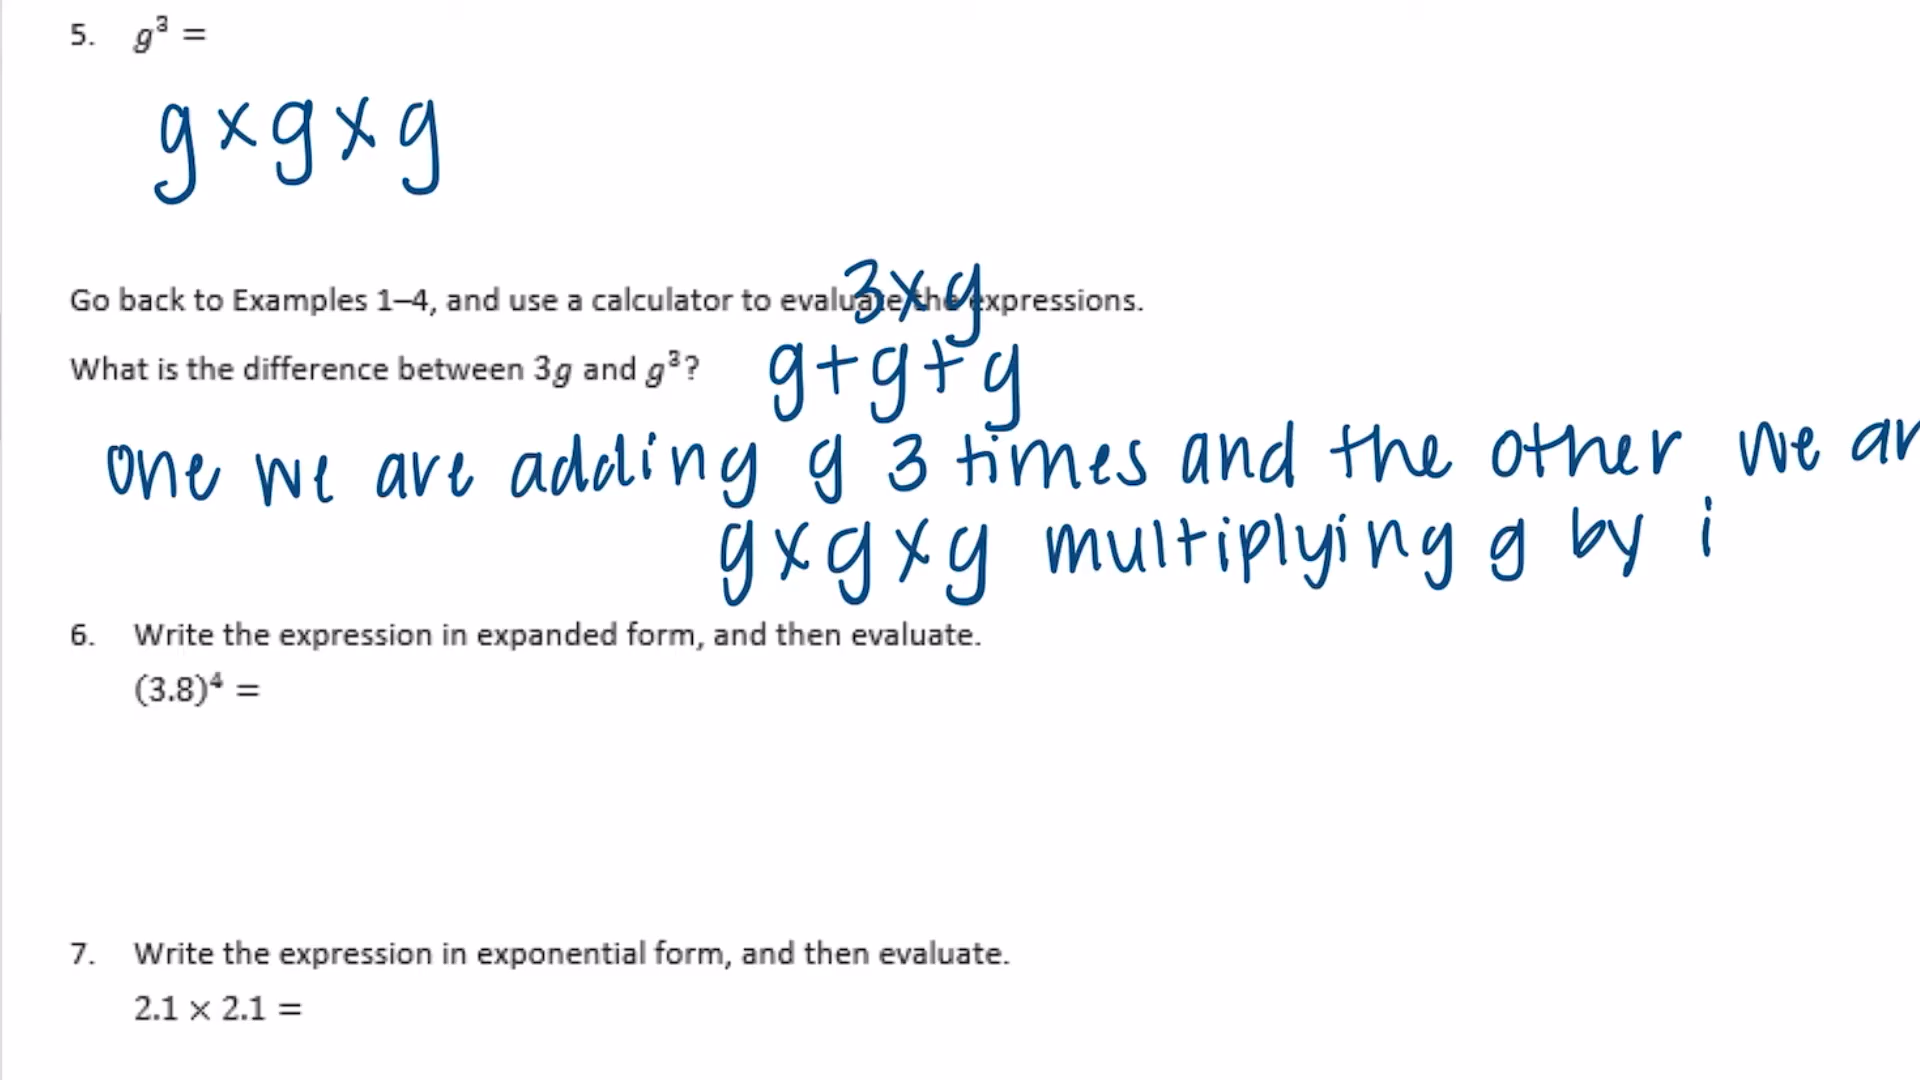 5. g³ =
g × g × g
3 × g
Go back to Examples 1–4, and use a calculator to evaluate the expressions.
What is the difference between 3g and g³?
g + g + g
one we are adding g 3 times and the other we ar
g × g × g multiplying g by i
6. Write the expression in expanded form, and then evaluate.
(3.8)⁴ =
7. Write the expression in exponential form, and then evaluate.
2.1 × 2.1 =